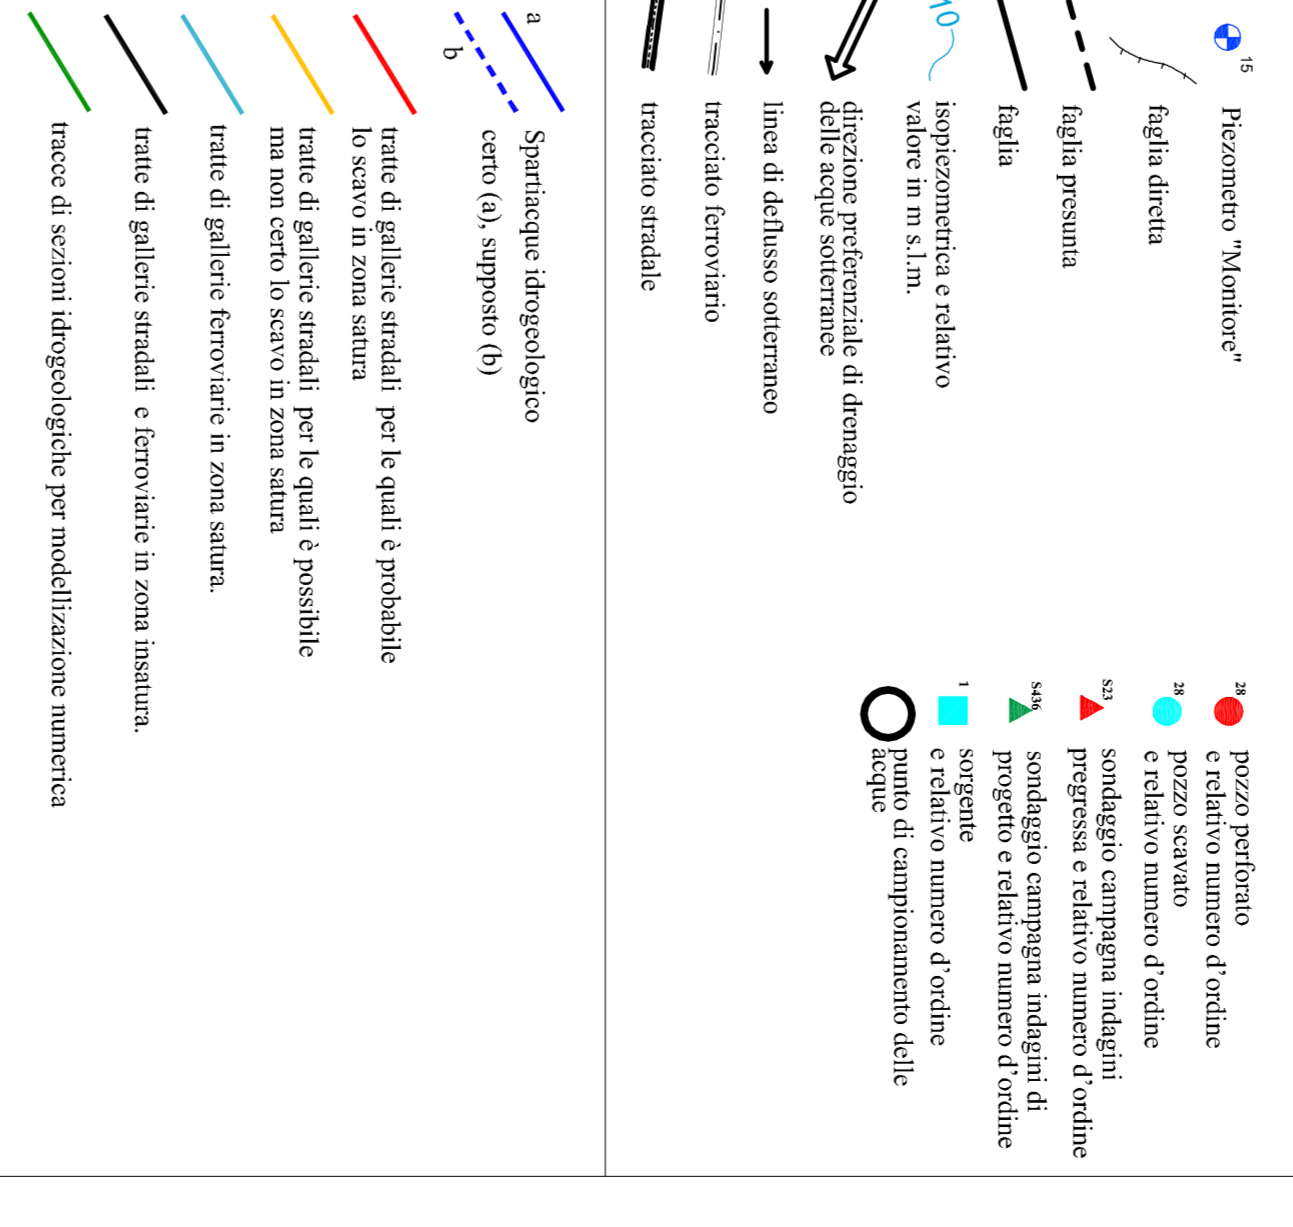 15
Piezometro "Monitore"
faglia diretta
faglia presunta
faglia
10
isopiezometrica e relativo
valore in m s.l.m.
direzione preferenziale di drenaggio
delle acque sotterranee
linea di deflusso sotterraneo
tracciato ferroviario
tracciato stradale
28
pozzo perforato
e relativo numero d'ordine
28
pozzo scavato
e relativo numero d'ordine
S23
sondaggio campagna indagini
pregressa e relativo numero d'ordine
S436
sondaggio campagna indagini di
progetto e relativo numero d'ordine
1
sorgente
e relativo numero d'ordine
punto di campionamento delle
acque
a
b
Spartiacque idrogeologico
certo (a), supposto (b)
tratte di gallerie stradali per le quali è probabile
lo scavo in zona satura
tratte di gallerie stradali per le quali è possibile
ma non certo lo scavo in zona satura
tratte di gallerie ferroviarie in zona satura.
tratte di gallerie stradali e ferroviarie in zona insatura.
tracce di sezioni idrogeologiche per modellizazione numerica